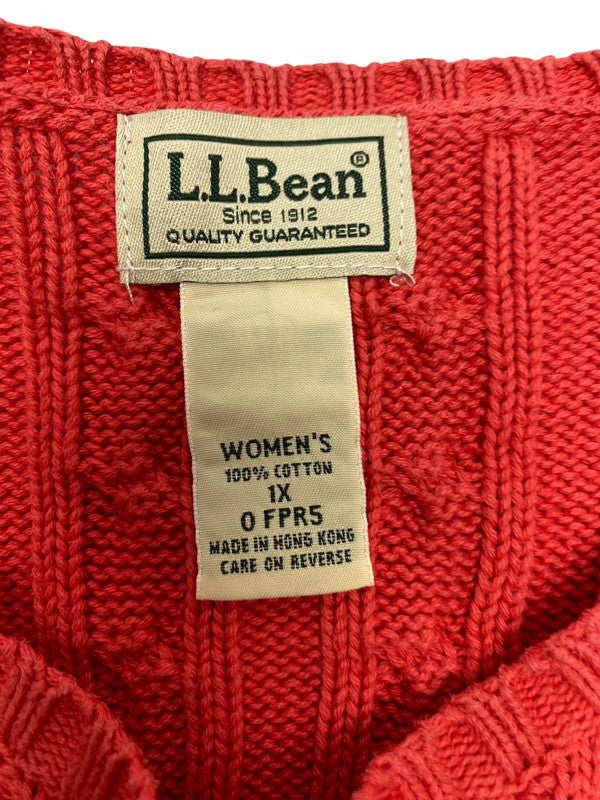 L.L.Bean®
Since 1912
QUALITY GUARANTEED
WOMEN'S
100% COTTON
1X
0 FPR5
MADE IN HONG KONG
CARE ON REVERSE